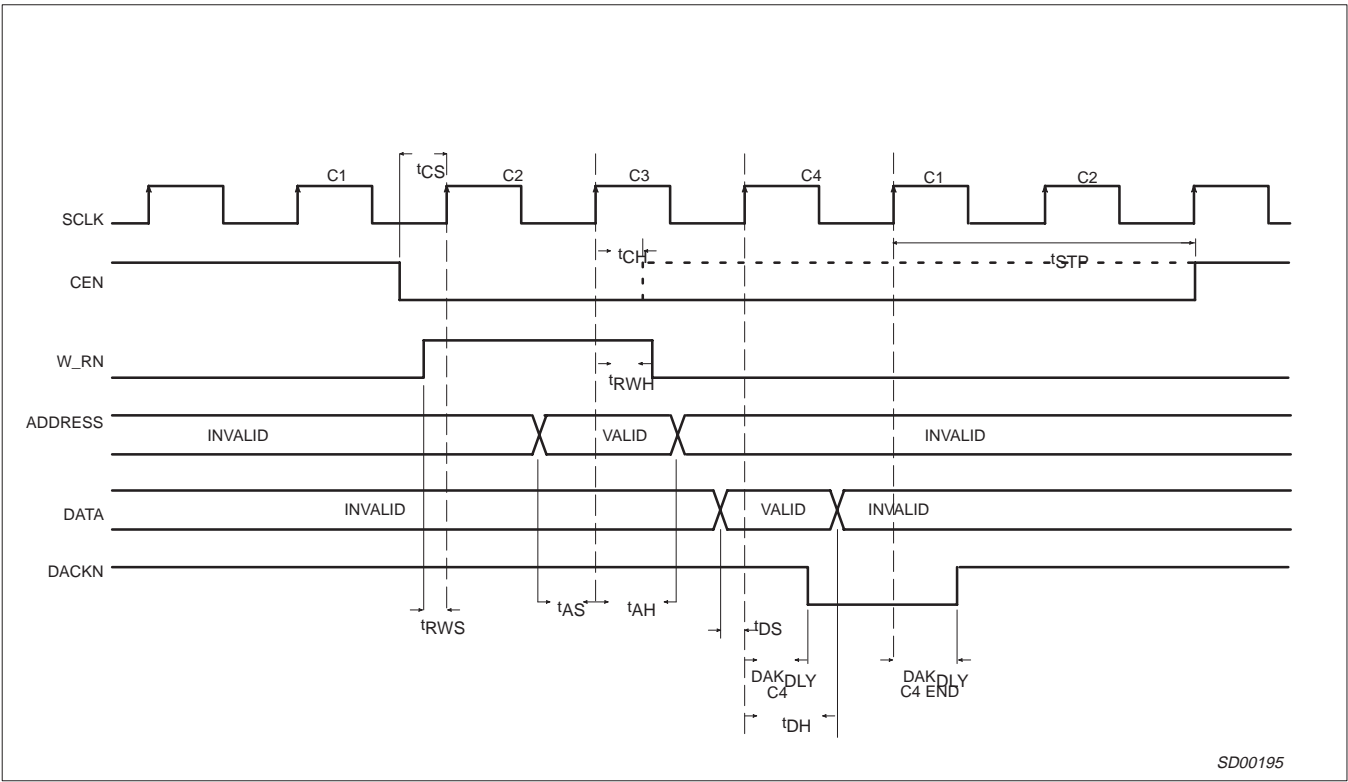 tCS
C1 C2 C3 C4 C1 C2
SCLK
tCH tSTP
CEN
W_RN
tRWH
ADDRESS
INVALID VALID INVALID
DATA
INVALID VALID INVALID
DACKN
tAS tAH
tRWS tDS
DAKDLY DAKDLY
C4 C4 END
tDH
SD00195